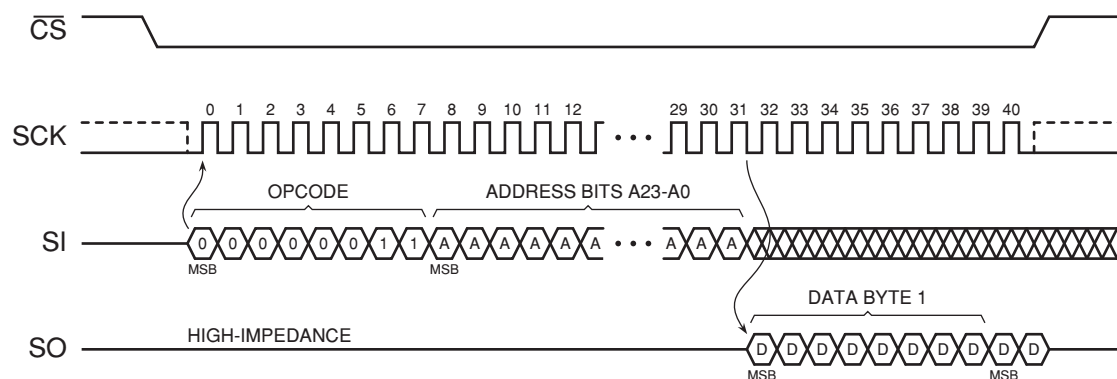 CS
0 1 2 3 4 5 6 7 8 9 10 11 12 29 30 31 32 33 34 35 36 37 38 39 40
SCK
OPCODE ADDRESS BITS A23-A0
SI 0 0 0 0 0 0 1 1 A A A A A A A A A
MSB MSB
DATA BYTE 1
HIGH-IMPEDANCE
SO D D D D D D D D D D
MSB MSB